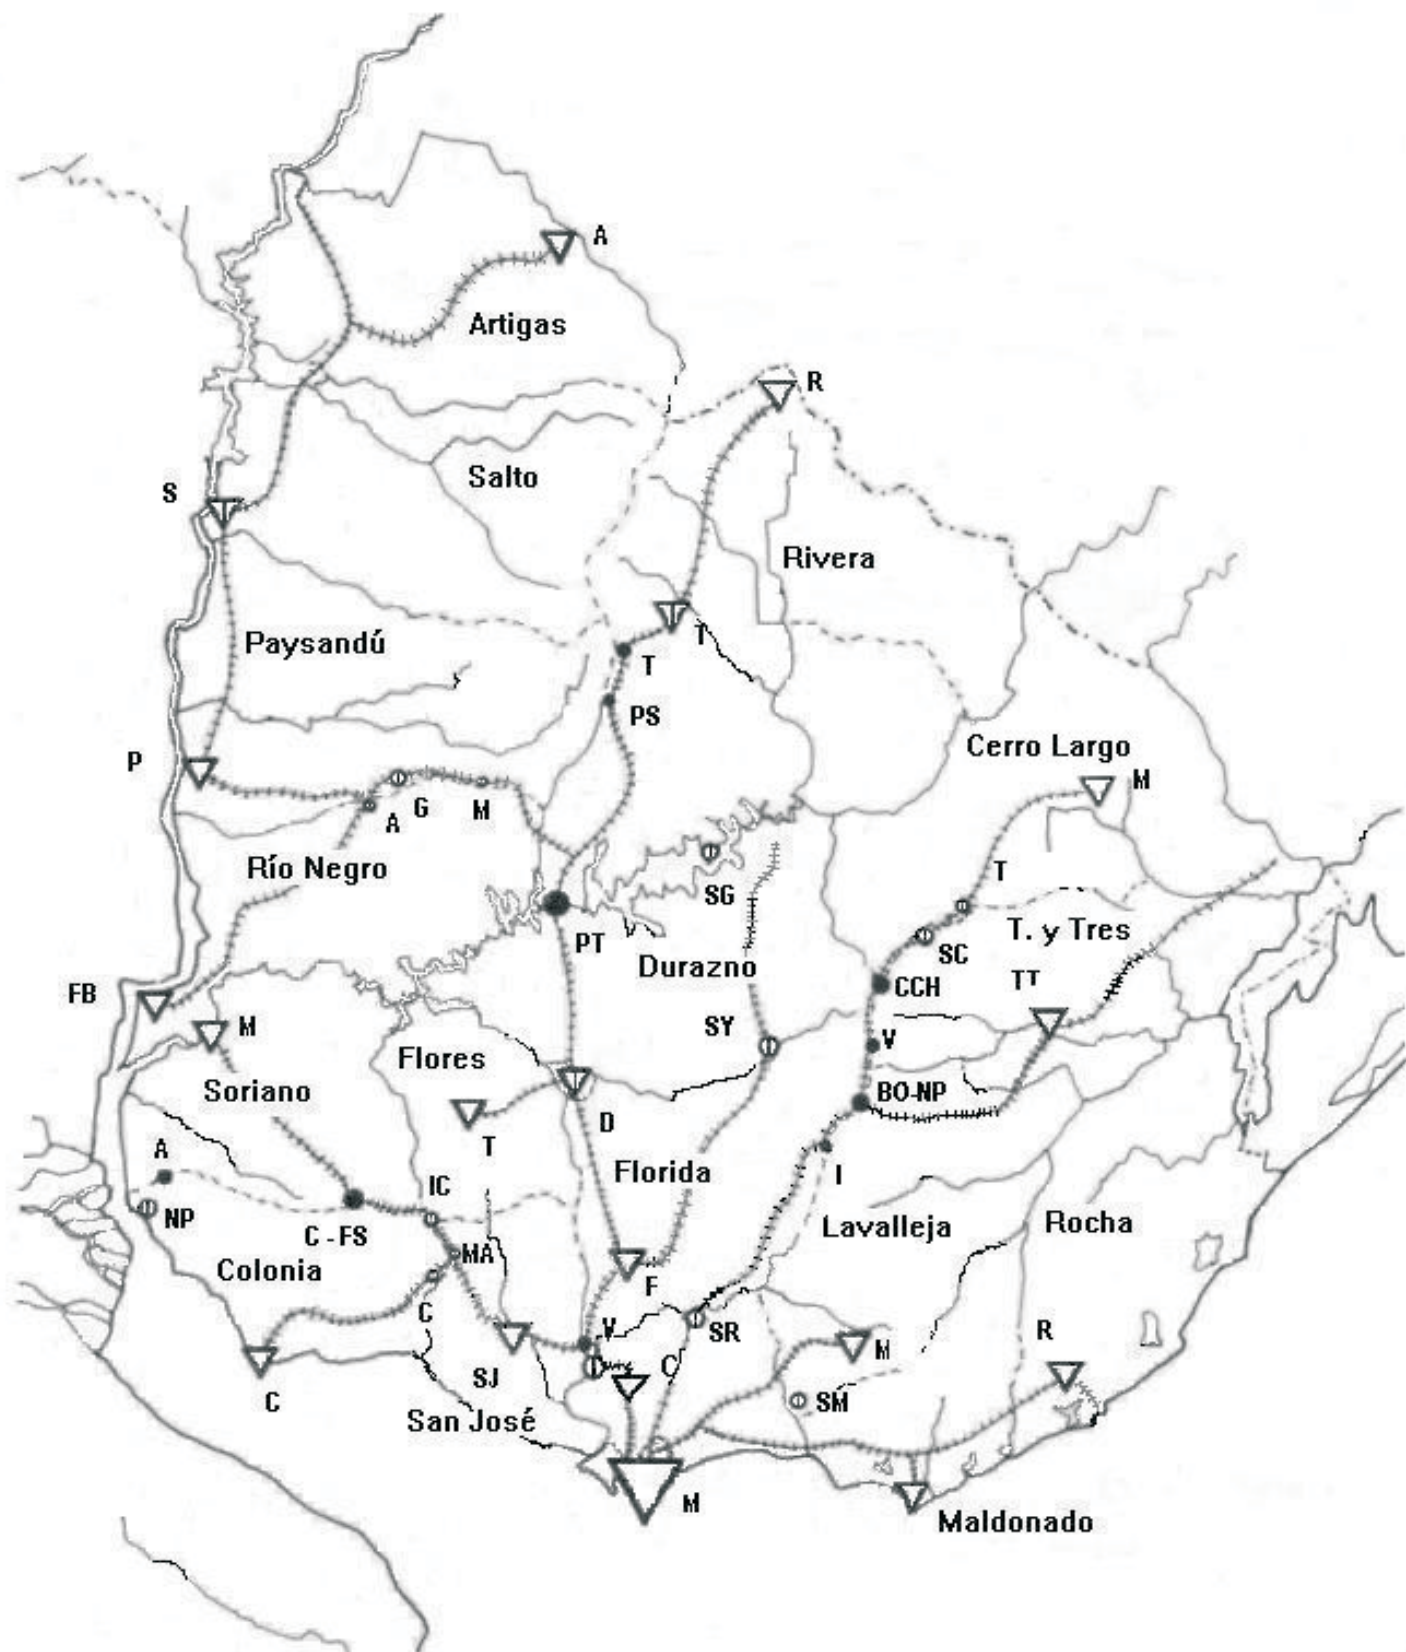 A
Artigas
R
Salto
S
Rivera
T
Paysandú
T
PS
Cerro Largo
P
M
G
M
A
Río Negro
T
SG
T. y Tres
PT
SC
Durazno
TT
CCH
FB
M
SY
V
Flores
Soriano
BO-NP
D
T
A
I
Florida
IC
NP
C - FS
Lavalleja
Rocha
MA
Colonia
F
C
V
SR
R
C
M
SJ
C
SM
San José
M
Maldonado